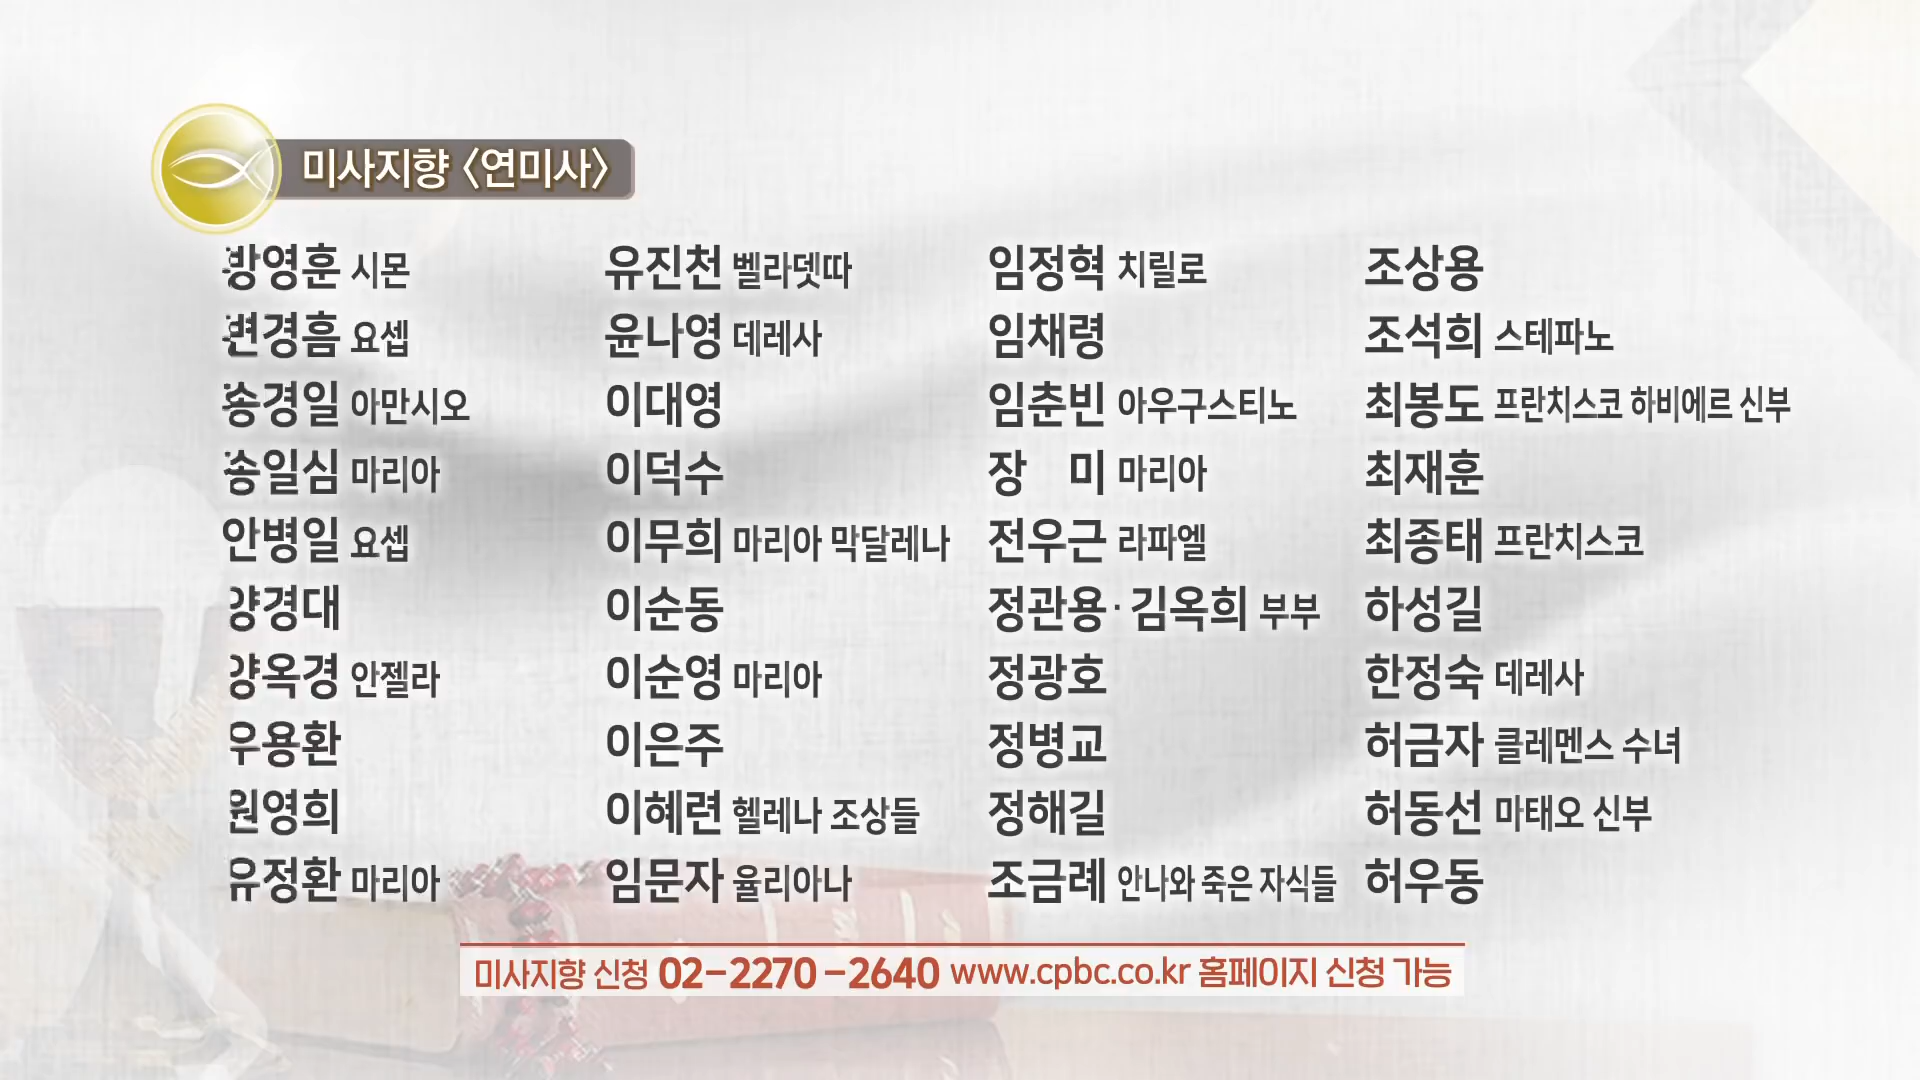 미사지향 〈연미사〉
방영훈 시몬
변경흠 요셉
송경일 아만시오
송일심 마리아
안병일 요셉
양경대
양옥경 안젤라
우용환
원영희
유정환 마리아
유진천 벨라뎃따
윤나영 데레사
이대영
이덕수
이무희 마리아 막달레나
이순동
이순영 마리아
이은주
이혜련 헬레나 조상들
임문자 율리아나
임정혁 치릴로
임채령
임춘빈 아우구스티노
장 미 마리아
전우근 라파엘
정관용·김옥희 부부
정광호
정병교
정해길
조금례 안나와 죽은 자식들
조상용
조석희 스테파노
최봉도 프란치스코 하비에르 신부
최재훈
최종태 프란치스코
하성길
한정숙 데레사
허금자 클레멘스 수녀
허동선 마태오 신부
허우동
미사지향 신청 02-2270-2640 www.cpbc.co.kr 홈페이지 신청 가능